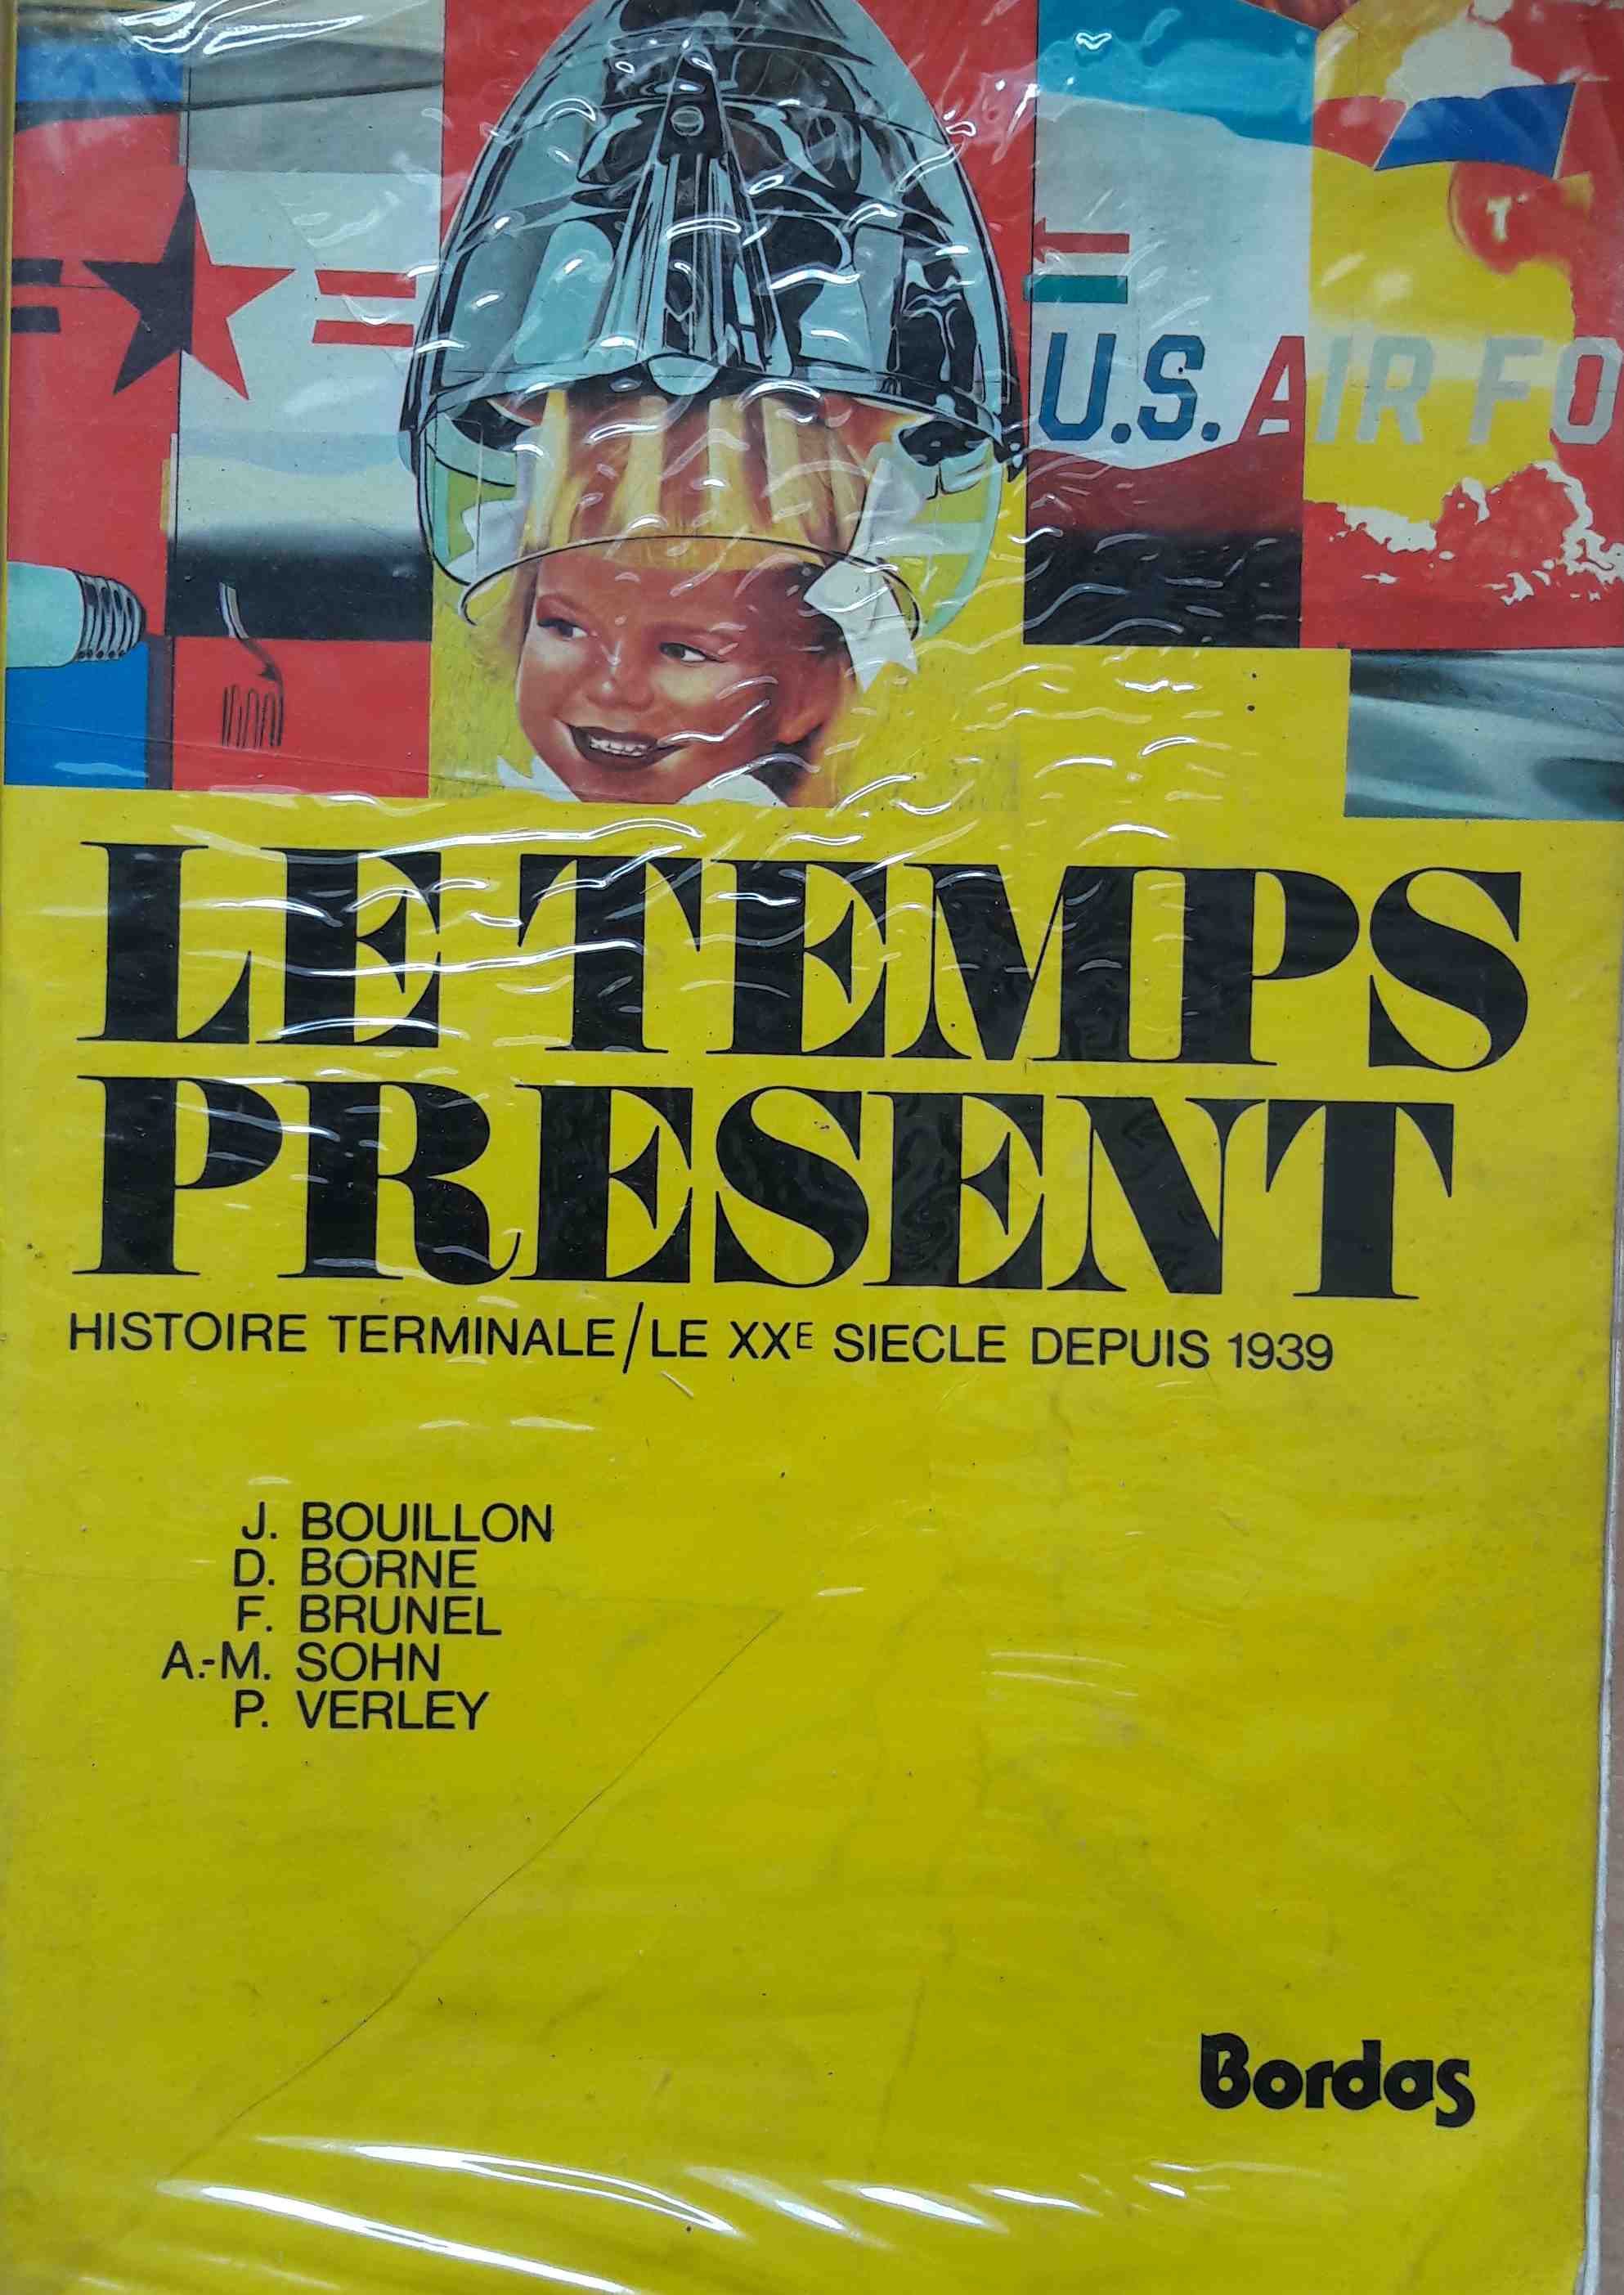 U.S. AIR FO
LE TEMPS
PRESENT
HISTOIRE TERMINALE/LE XXE SIECLE DEPUIS 1939
J. BOUILLON
D. BORNE
F. BRUNEL
A.-M. SOHN
P. VERLEY
Bordas